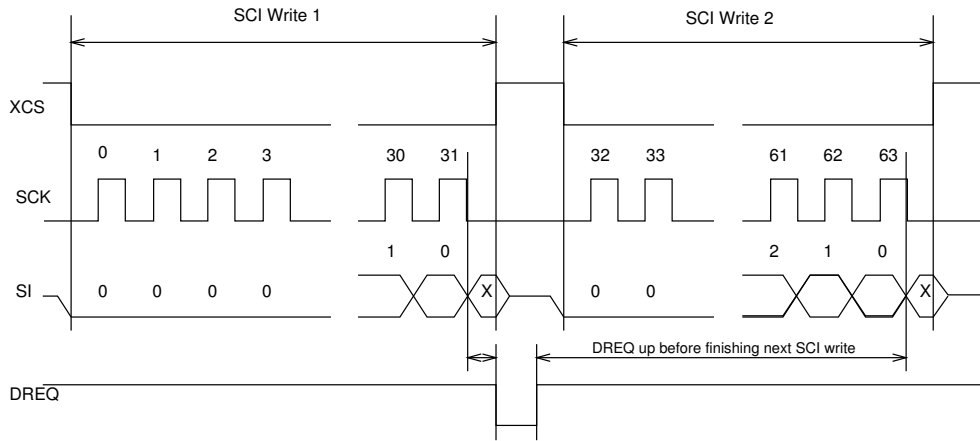 SCI Write 1 SCI Write 2
XCS
0 1 2 3 30 31 32 33 61 62 63
SCK
1 0 2 1 0
SI 0 0 0 0 X 0 0 X
DREQ up before finishing next SCI write
DREQ